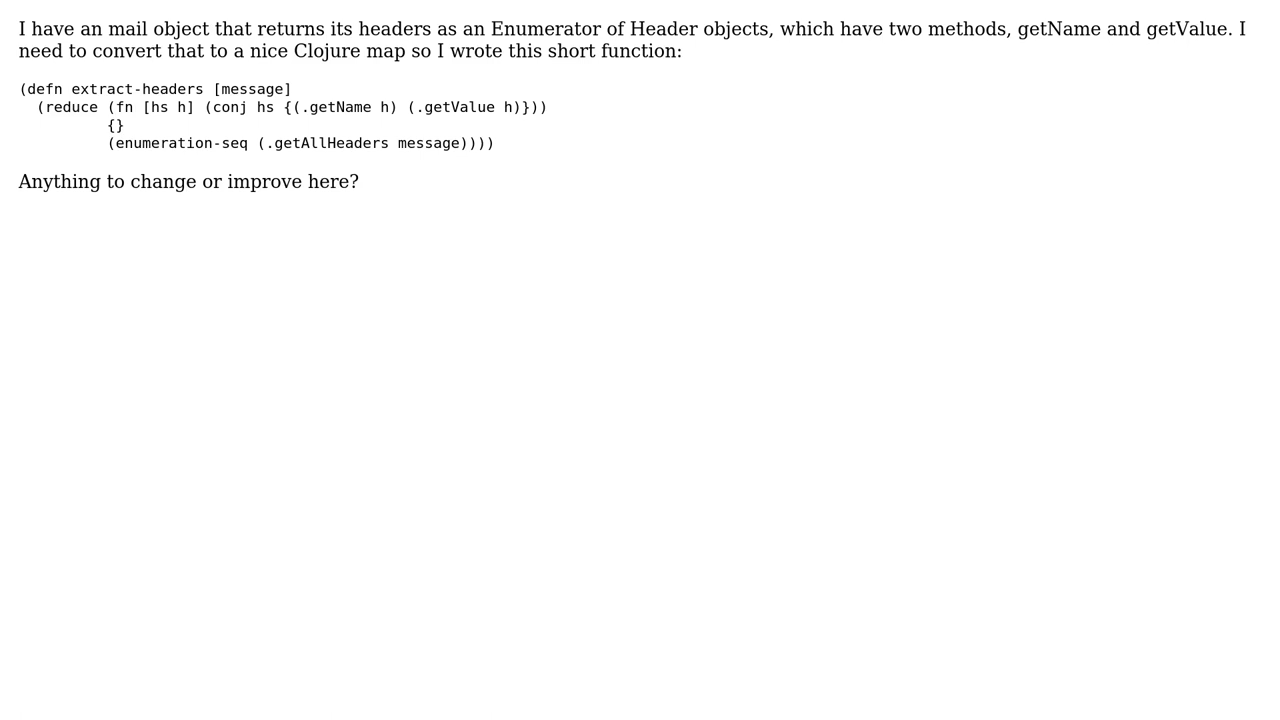 I have an mail object that returns its headers as an Enumerator of Header objects, which have two methods, getName and getValue. I
need to convert that to a nice Clojure map so I wrote this short function:
(defn extract-headers [message]
  (reduce (fn [hs h] (conj hs {(.getName h) (.getValue h)}))
          {}
          (enumeration-seq (.getAllHeaders message))))
Anything to change or improve here?